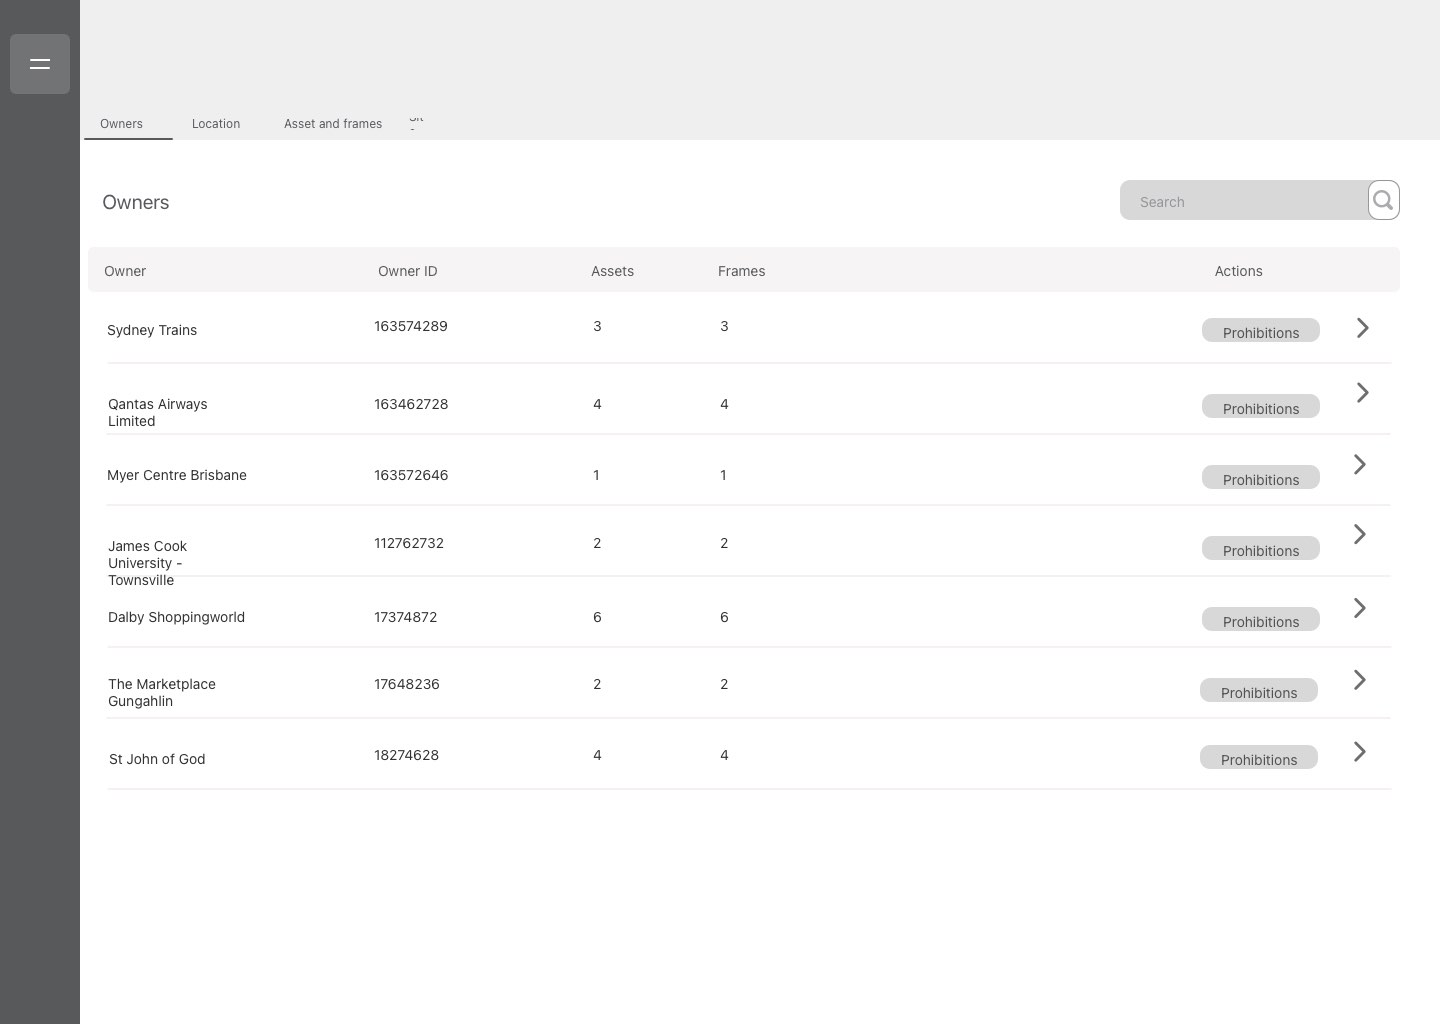 Owners Location Asset and frames
Owners
Search
Owner Owner ID Assets Frames Actions
Sydney Trains 163574289 3 3 Prohibitions
Qantas Airways 163462728 4 4 Prohibitions
Limited
Myer Centre Brisbane 163572646 1 1 Prohibitions
James Cook 112762732 2 2 Prohibitions
University -
Townsville
Dalby Shoppingworld 17374872 6 6 Prohibitions
The Marketplace 17648236 2 2 Prohibitions
Gungahlin
St John of God 18274628 4 4 Prohibitions